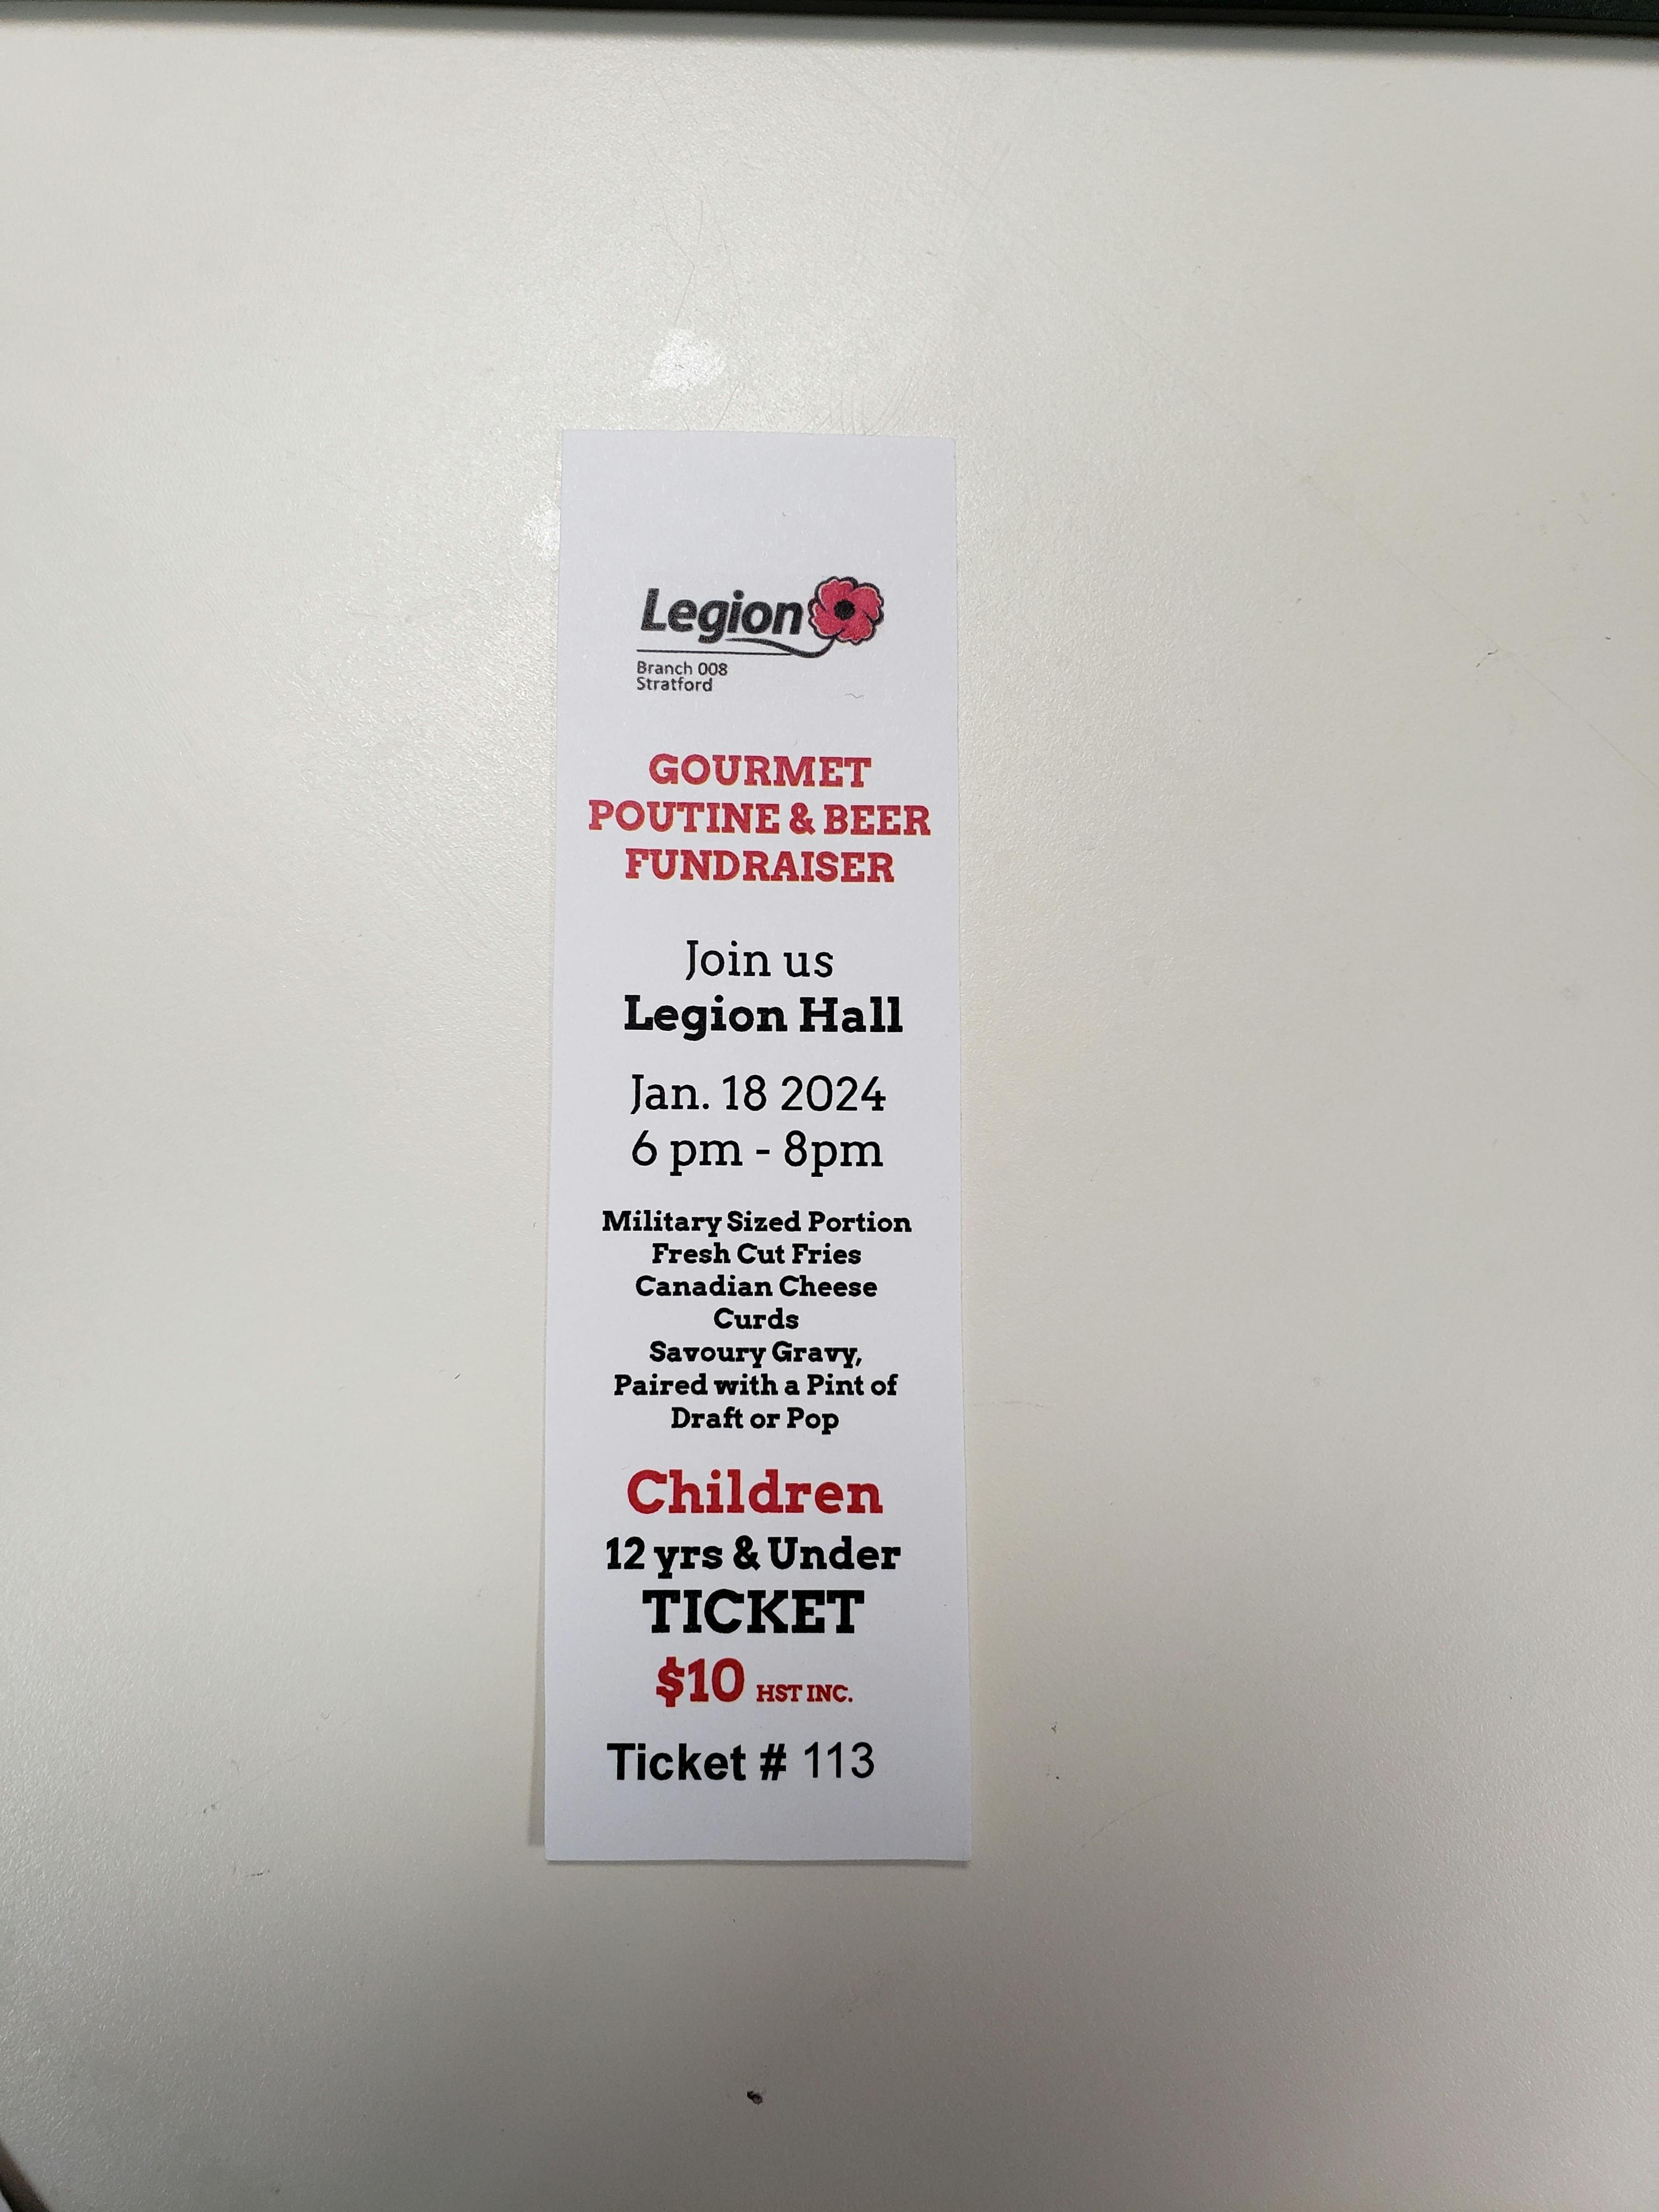 Legion
Branch 008
Stratford
GOURMET
POUTINE & BEER
FUNDRAISER
Join us
Legion Hall
Jan. 18 2024
6 pm - 8pm
Military Sized Portion
Fresh Cut Fries
Canadian Cheese
Curds
Savoury Gravy,
Paired with a Pint of
Draft or Pop
Children
12 yrs & Under
TICKET
$10 HST INC.
Ticket # 113